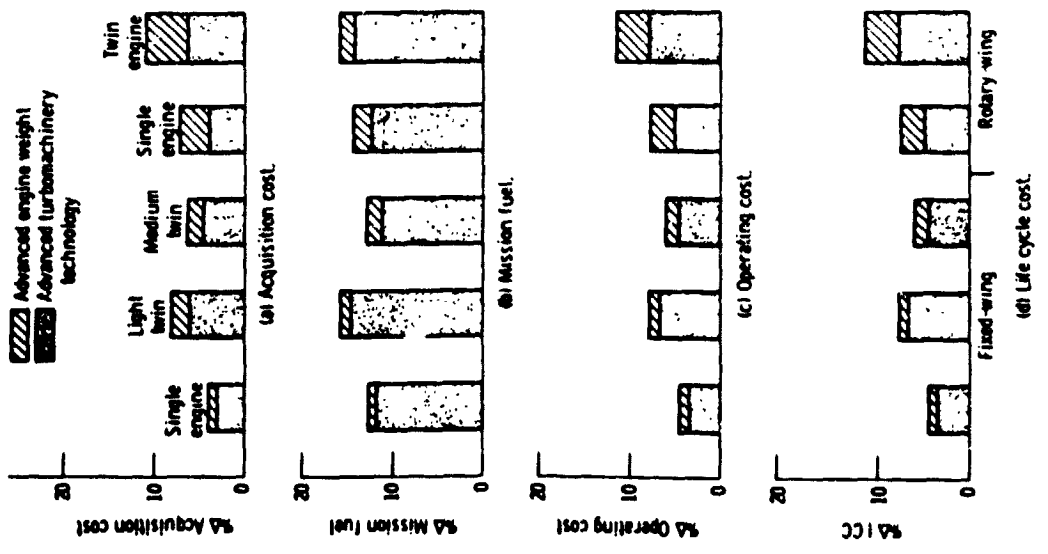 Advanced engine weight
Advanced turbomachinery
technology
Single
engine
Light
twin
Medium
twin
Single
engine
Twin
engine
%Δ Acquisition cost
20
10
0
(a) Acquisition cost.
%Δ Mission fuel
20
10
0
(b) Mission fuel.
%Δ Operating cost
20
10
0
(c) Operating cost.
%Δ LCC
20
10
0
Fixed-wing
Rotary-wing
(d) Life cycle cost.